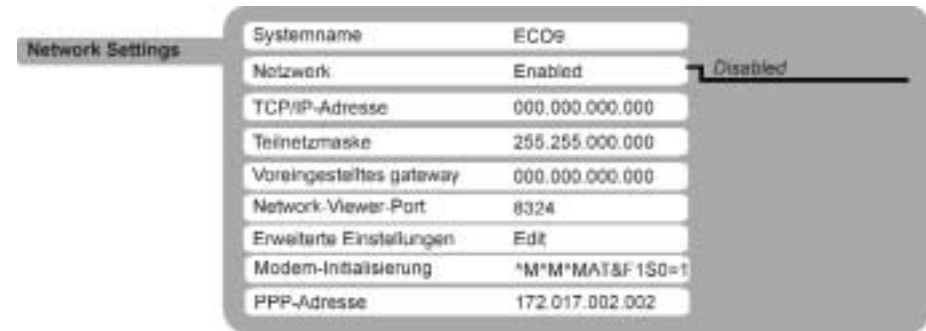 Network Settings
Systemname ECO9
Netzwerk Enabled Disabled
TCP/IP-Adresse 000.000.000.000
Teilnetzmaske 255.255.000.000
Voreingestelltes gateway 000.000.000.000
Network-Viewer-Port 8324
Erweiterte Einstellungen Edit
Modem-Initialisierung ^M^M^MAT&F1S0=1
PPP-Adresse 172.017.002.002